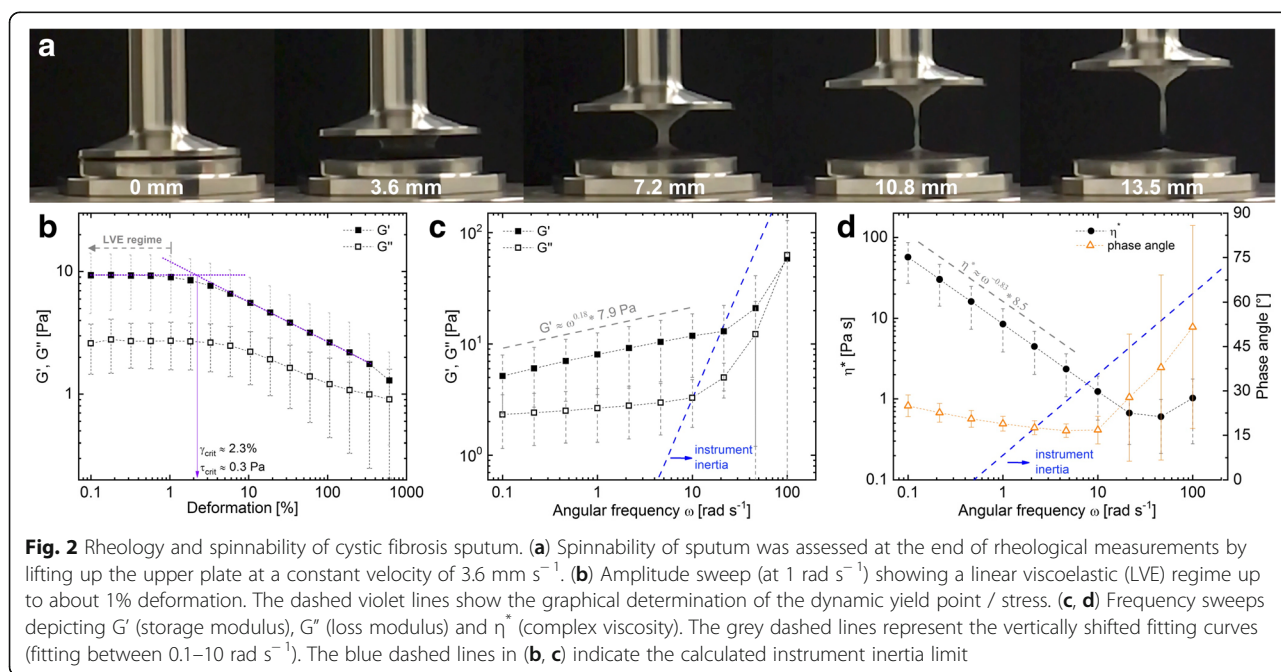 a
0 mm 3.6 mm 7.2 mm 10.8 mm 13.5 mm
b
LVE regime
G'
G''
10
1
G', G'' [Pa]
γcrit ≈ 2.3%
τcrit ≈ 0.3 Pa
0.1 1 10 100 1000
Deformation [%]
c
G'
G''
10²
10¹
10⁰
G', G'' [Pa]
G' ≈ ω^0.18 * 7.9 Pa
instrument
inertia
0.1 1 10 100
Angular frequency ω [rad s⁻¹]
d
η*
phase angle
100
10
1
0.1
η* [Pa s]
η* ≈ ω^-0.83 * 8.5
instrument
inertia
90
75
60
45
30
15
0
Phase angle [°]
0.1 1 10 100
Angular frequency ω [rad s⁻¹]
Fig. 2 Rheology and spinnability of cystic fibrosis sputum. (a) Spinnability of sputum was assessed at the end of rheological measurements by
lifting up the upper plate at a constant velocity of 3.6 mm s⁻¹. (b) Amplitude sweep (at 1 rad s⁻¹) showing a linear viscoelastic (LVE) regime up
to about 1% deformation. The dashed violet lines show the graphical determination of the dynamic yield point / stress. (c, d) Frequency sweeps
depicting G' (storage modulus), G" (loss modulus) and η* (complex viscosity). The grey dashed lines represent the vertically shifted fitting curves
(fitting between 0.1–10 rad s⁻¹). The blue dashed lines in (b, c) indicate the calculated instrument inertia limit